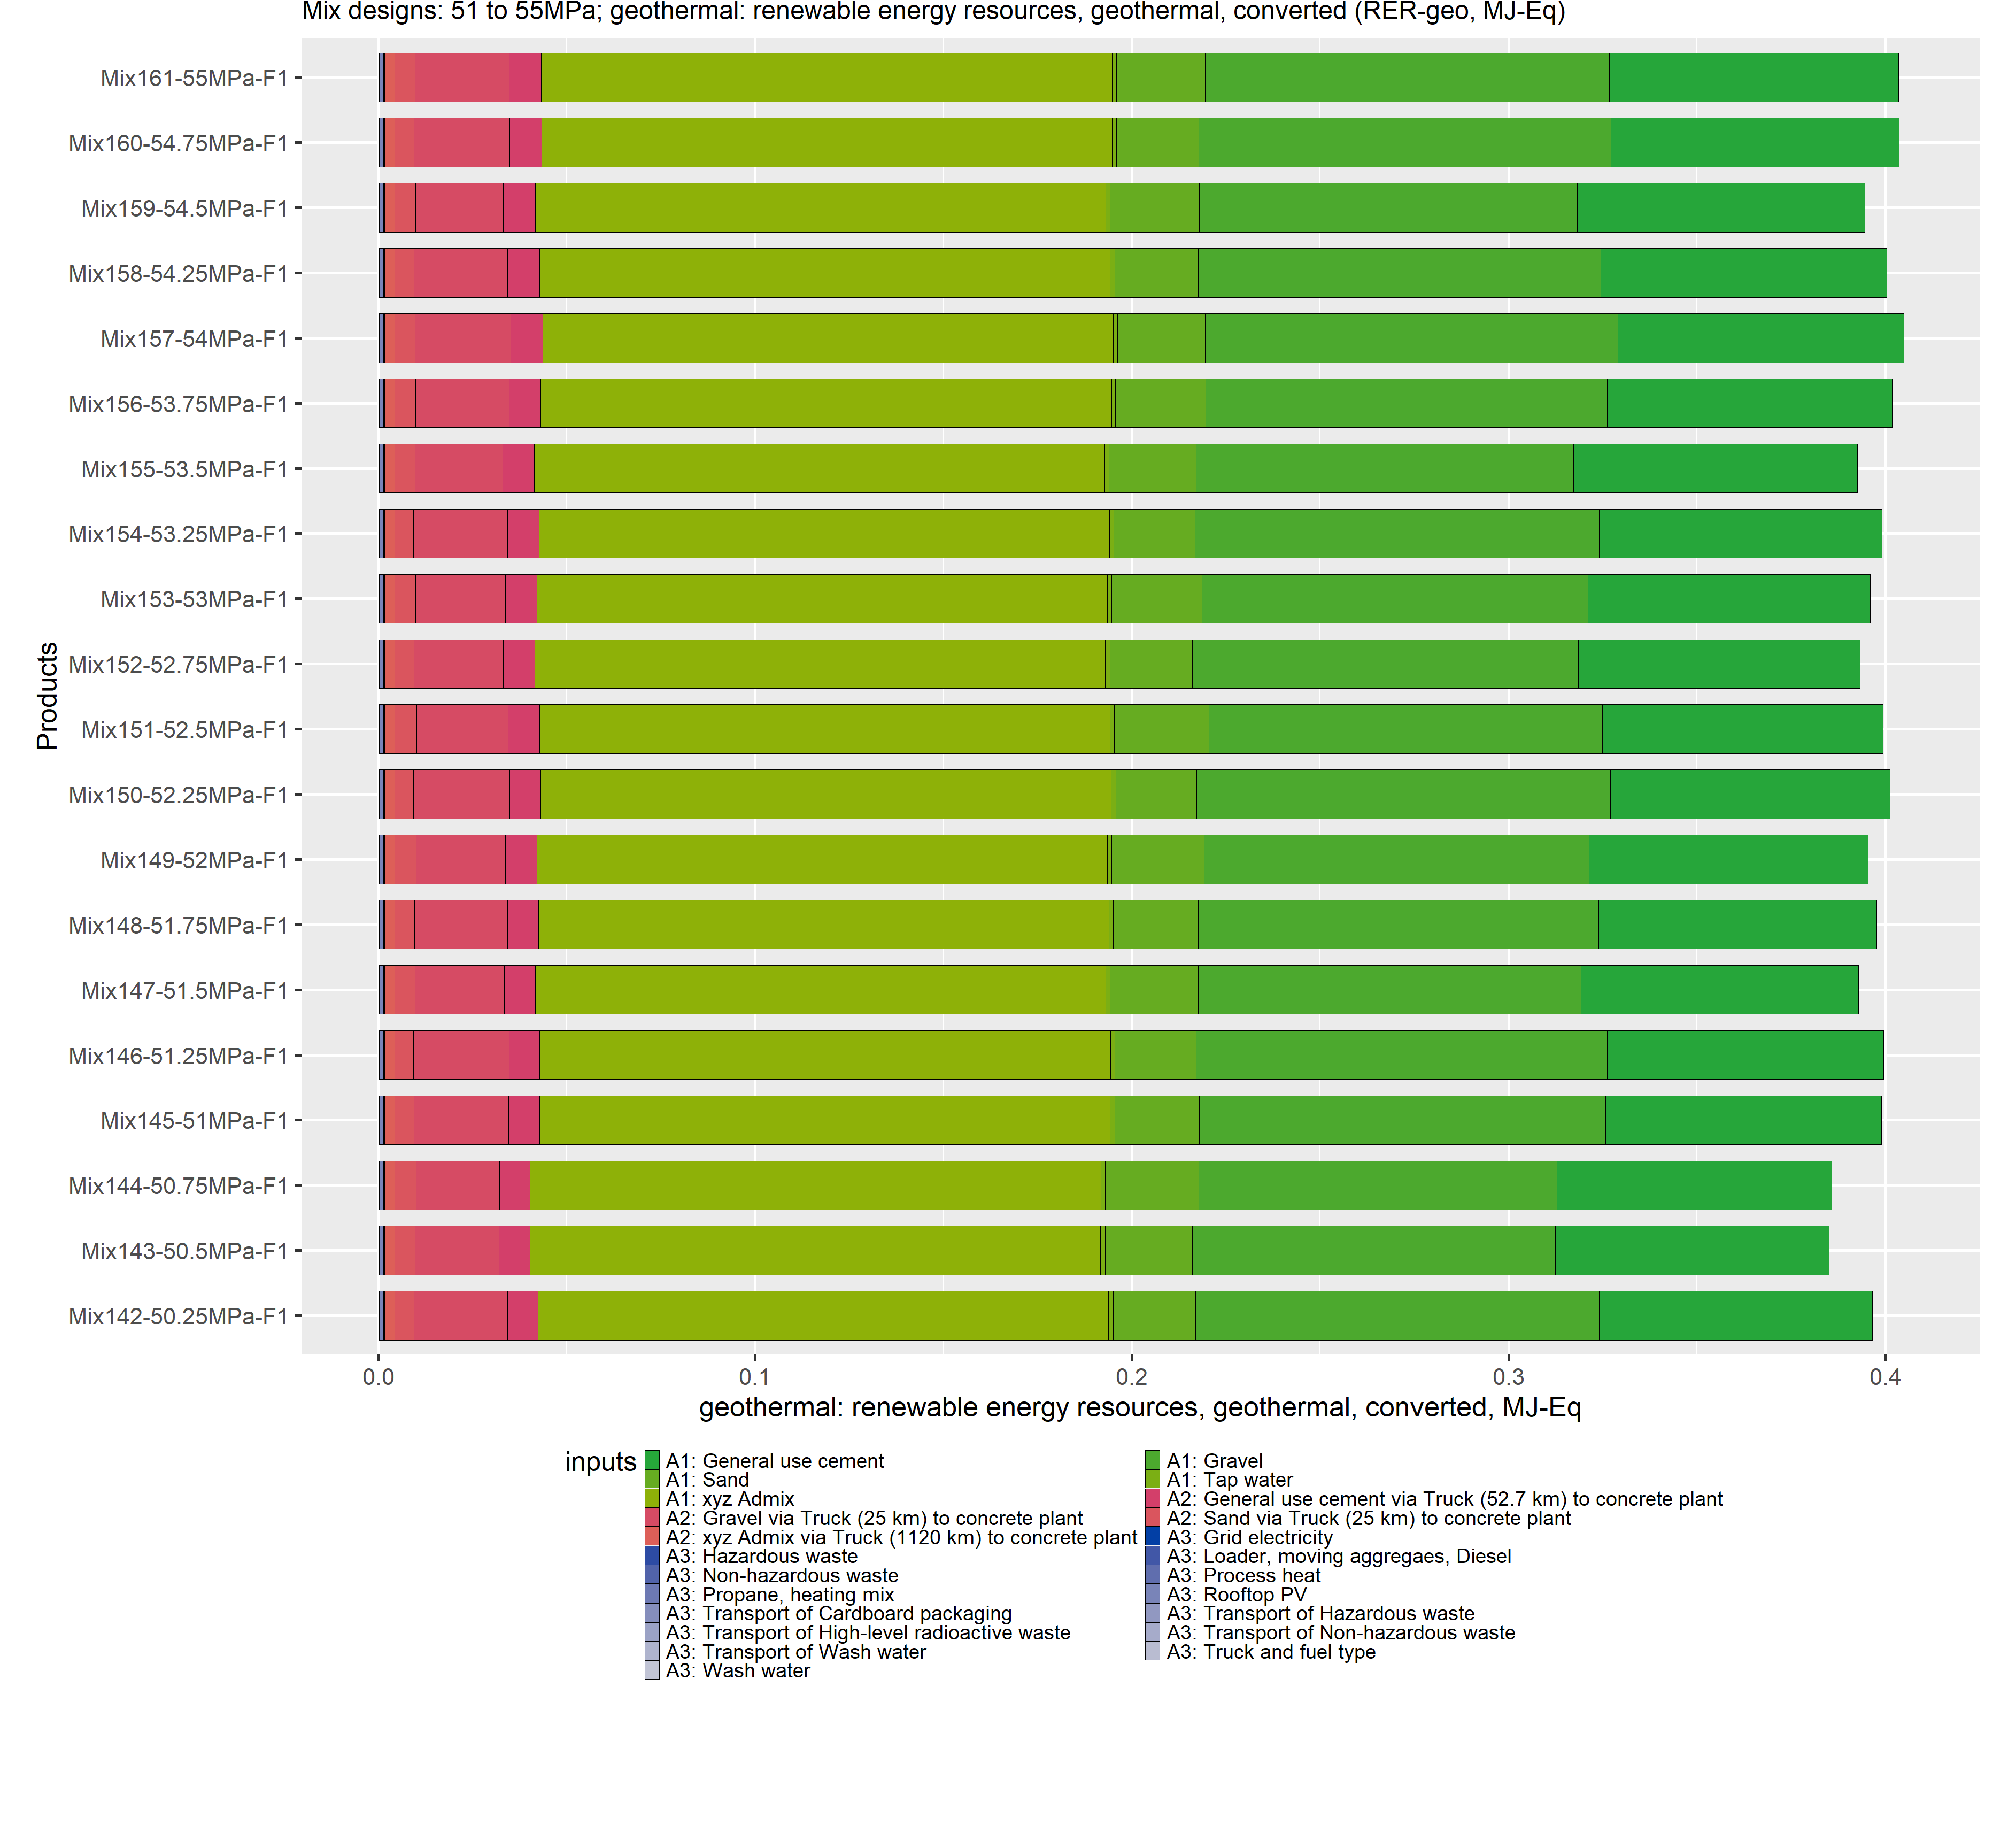 Mix designs: 51 to 55MPa; geothermal: renewable energy resources, geothermal, converted (RER-geo, MJ-Eq)
Products
Mix161-55MPa-F1
Mix160-54.75MPa-F1
Mix159-54.5MPa-F1
Mix158-54.25MPa-F1
Mix157-54MPa-F1
Mix156-53.75MPa-F1
Mix155-53.5MPa-F1
Mix154-53.25MPa-F1
Mix153-53MPa-F1
Mix152-52.75MPa-F1
Mix151-52.5MPa-F1
Mix150-52.25MPa-F1
Mix149-52MPa-F1
Mix148-51.75MPa-F1
Mix147-51.5MPa-F1
Mix146-51.25MPa-F1
Mix145-51MPa-F1
Mix144-50.75MPa-F1
Mix143-50.5MPa-F1
Mix142-50.25MPa-F1
0.0 0.1 0.2 0.3 0.4
geothermal: renewable energy resources, geothermal, converted, MJ-Eq
inputs
A1: General use cement A1: Gravel
A1: Sand A1: Tap water
A1: xyz Admix A2: General use cement via Truck (52.7 km) to concrete plant
A2: Gravel via Truck (25 km) to concrete plant A2: Sand via Truck (25 km) to concrete plant
A2: xyz Admix via Truck (1120 km) to concrete plant A3: Grid electricity
A3: Hazardous waste A3: Loader, moving aggregaes, Diesel
A3: Non-hazardous waste A3: Process heat
A3: Propane, heating mix A3: Rooftop PV
A3: Transport of Cardboard packaging A3: Transport of Hazardous waste
A3: Transport of High-level radioactive waste A3: Transport of Non-hazardous waste
A3: Transport of Wash water A3: Truck and fuel type
A3: Wash water